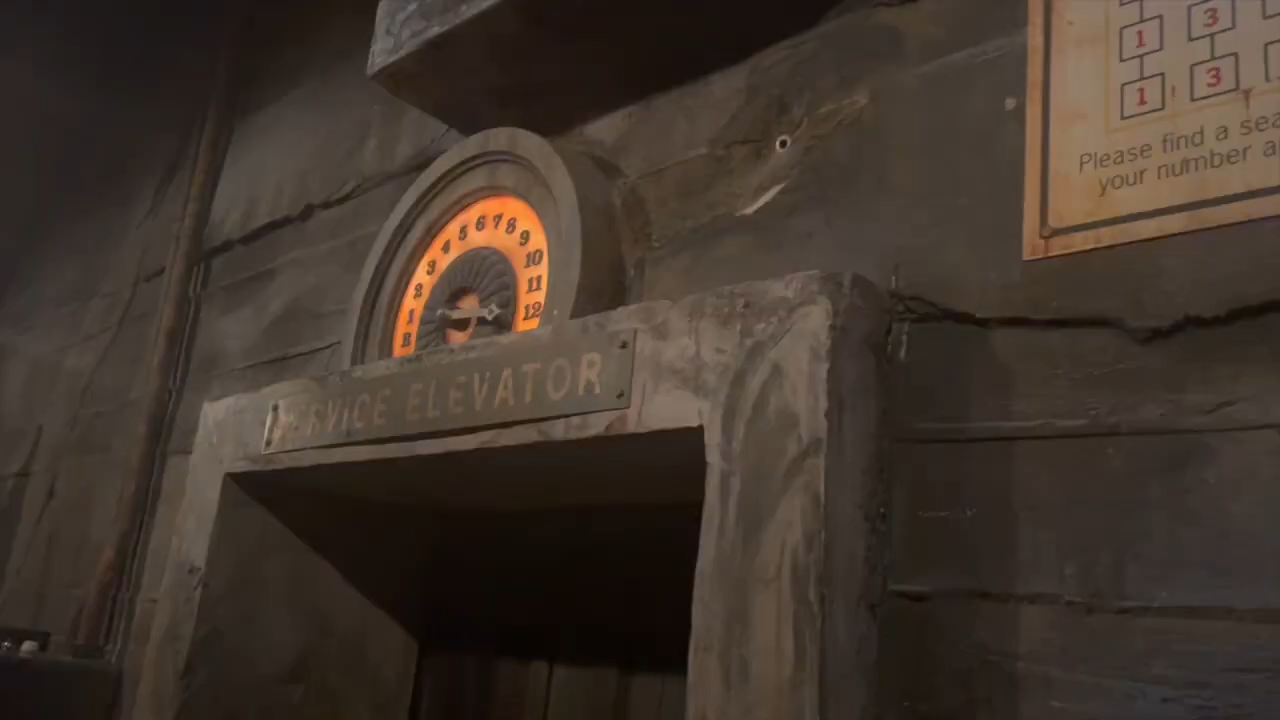 3
1
3
1
Please find a
your number
B 1 2 3 4 5 6 7 8 9 10 11 12
SERVICE ELEVATOR